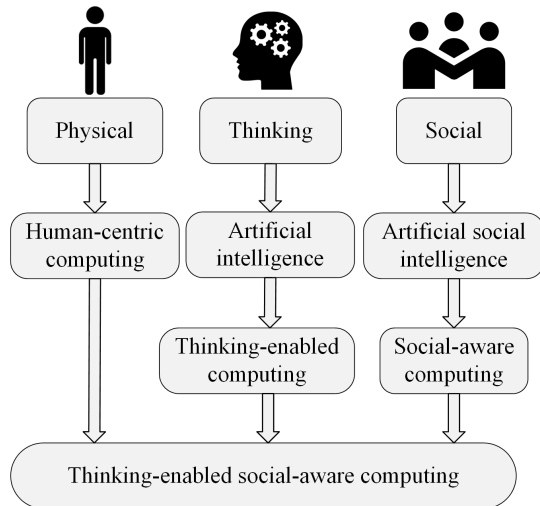 Physical
Thinking
Social
Human-centric
computing
Artificial
intelligence
Artificial social
intelligence
Thinking-enabled
computing
Social-aware
computing
Thinking-enabled social-aware computing